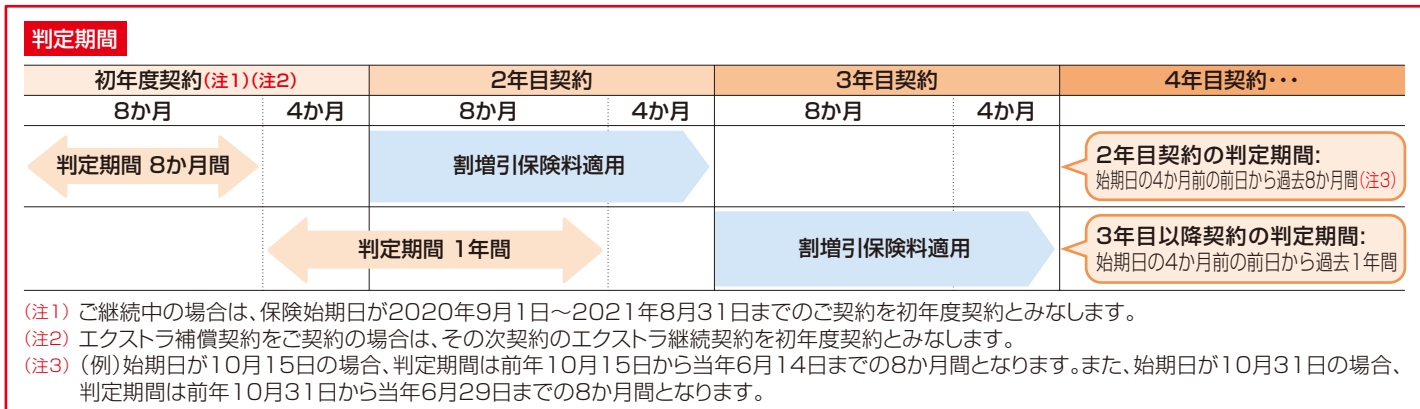 判定期間
初年度契約(注1)(注2) 2年目契約 3年目契約 4年目契約・・・
8か月 4か月 8か月 4か月 8か月 4か月
判定期間 8か月間 割増引保険料適用
2年目契約の判定期間:
始期日の4か月前の前日から過去8か月間(注3)
判定期間 1年間 割増引保険料適用
3年目以降契約の判定期間:
始期日の4か月前の前日から過去1年間
(注1) ご継続中の場合は、保険始期日が2020年9月1日～2021年8月31日までのご契約を初年度契約とみなします。
(注2) エクストラ補償契約をご契約の場合は、その次契約のエクストラ継続契約を初年度契約とみなします。
(注3) (例)始期日が10月15日の場合、判定期間は前年10月15日から当年6月14日までの8か月間となります。また、始期日が10月31日の場合、
判定期間は前年10月31日から当年6月29日までの8か月間となります。